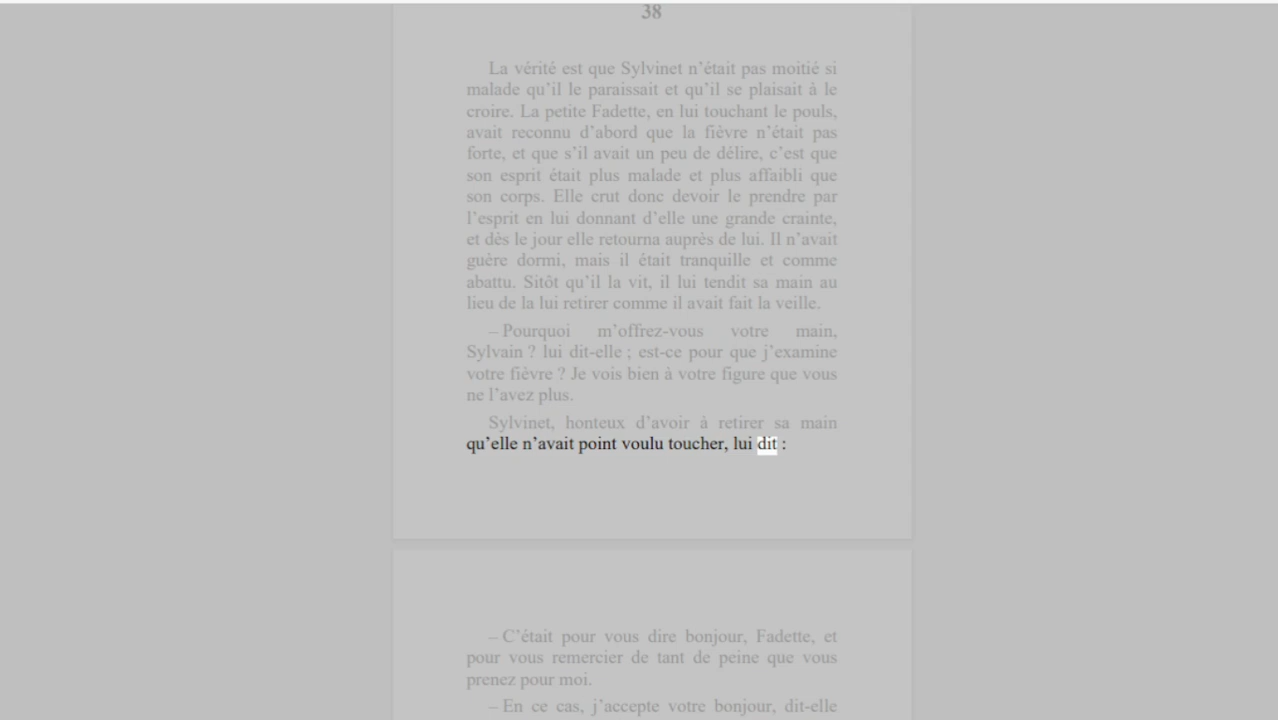 38
La vérité est que Sylvinet n’était pas moitié si
malade qu’il le paraissait et qu’il se plaisait à le
croire. La petite Fadette, en lui touchant le pouls,
avait reconnu d’abord que la fièvre n’était pas
forte, et que s’il avait un peu de délire, c’est que
son esprit était plus malade et plus affaibli que
son corps. Elle crut donc devoir le prendre par
l’esprit en lui donnant d’elle une grande crainte,
et dès le jour elle retourna auprès de lui. Il n’avait
guère dormi, mais il était tranquille et comme
abattu. Sitôt qu’il la vit, il lui tendit sa main au
lieu de la lui retirer comme il avait fait la veille.
– Pourquoi m’offrez-vous votre main,
Sylvain ? lui dit-elle ; est-ce pour que j’examine
votre fièvre ? Je vois bien à votre figure que vous
ne l’avez plus.
Sylvinet, honteux d’avoir à retirer sa main
qu’elle n’avait point voulu toucher, lui dit :
– C’était pour vous dire bonjour, Fadette, et
pour vous remercier de tant de peine que vous
prenez pour moi.
– En ce cas, j’accepte votre bonjour, dit-elle